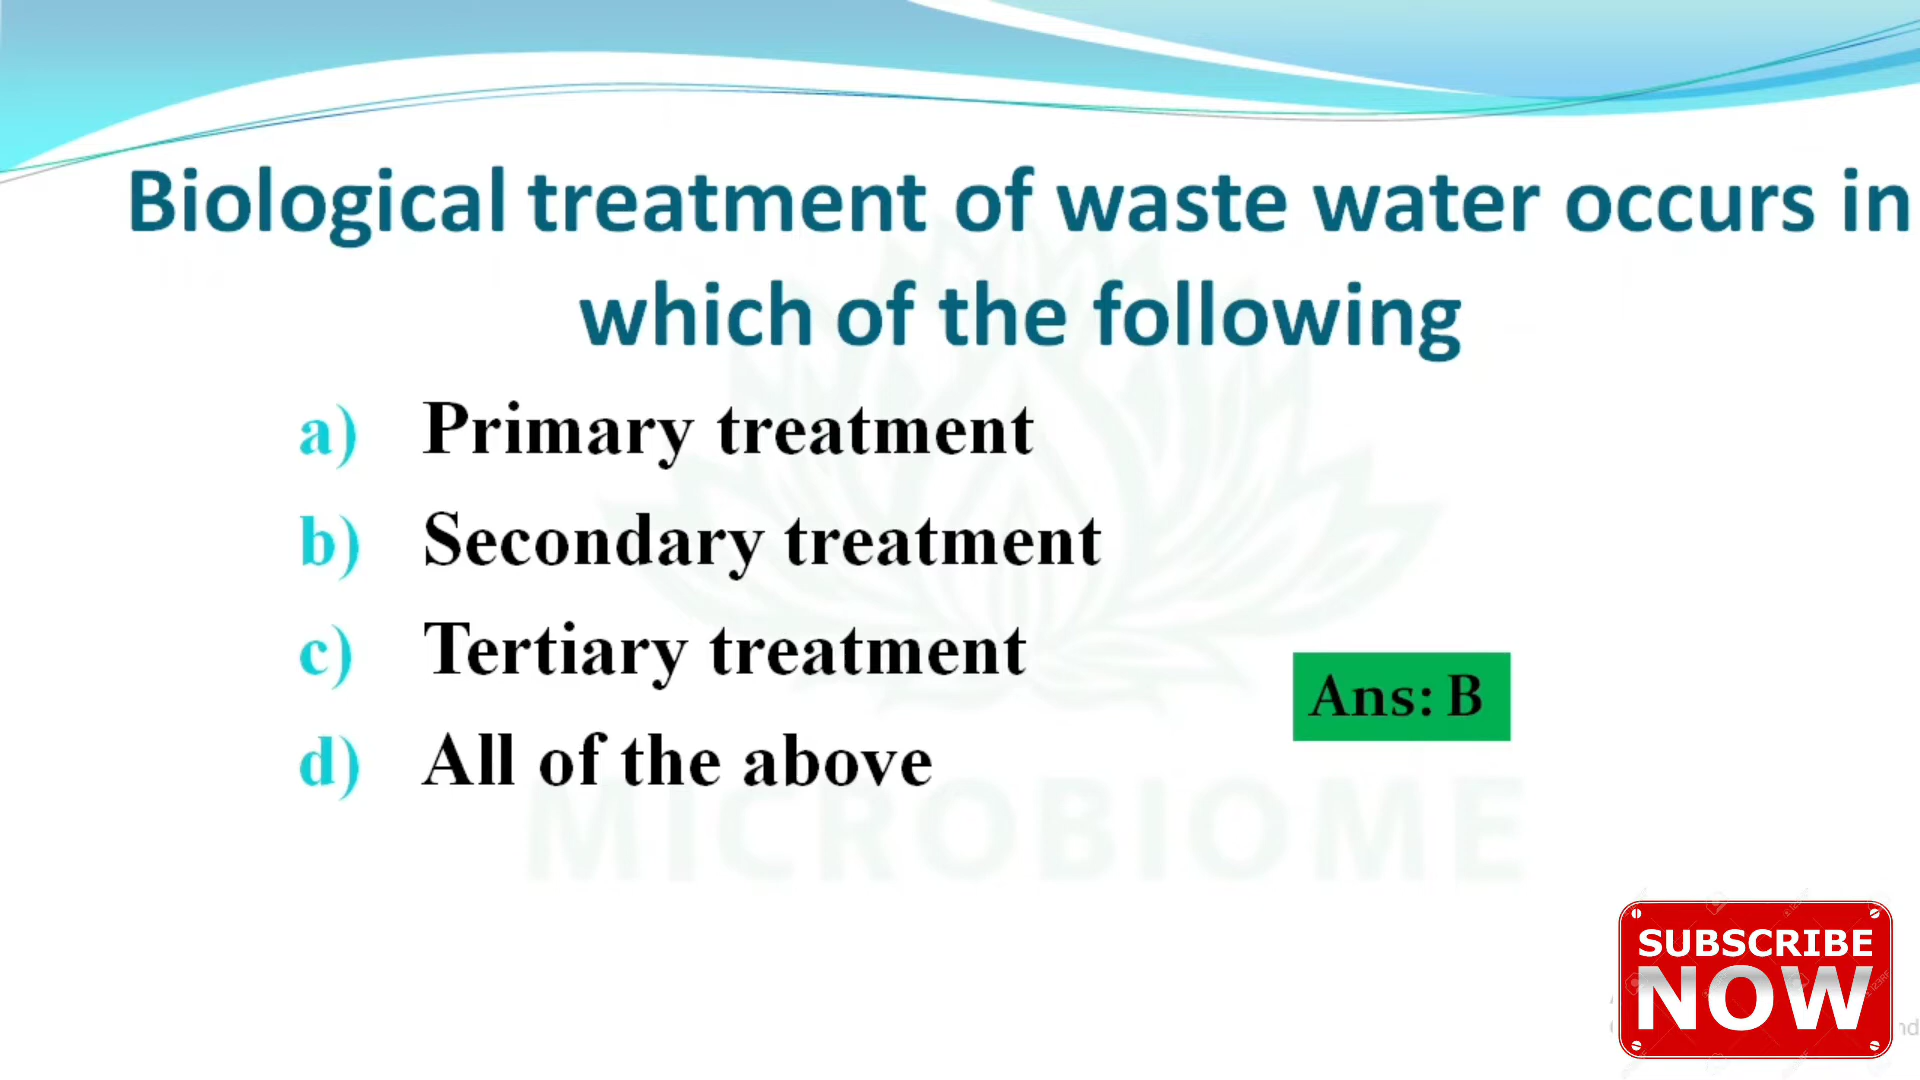 Biological treatment of waste water occurs in
which of the following
a) Primary treatment
b) Secondary treatment
c) Tertiary treatment
Ans: B
d) All of the above
MICROBIOME
SUBSCRIBE
NOW